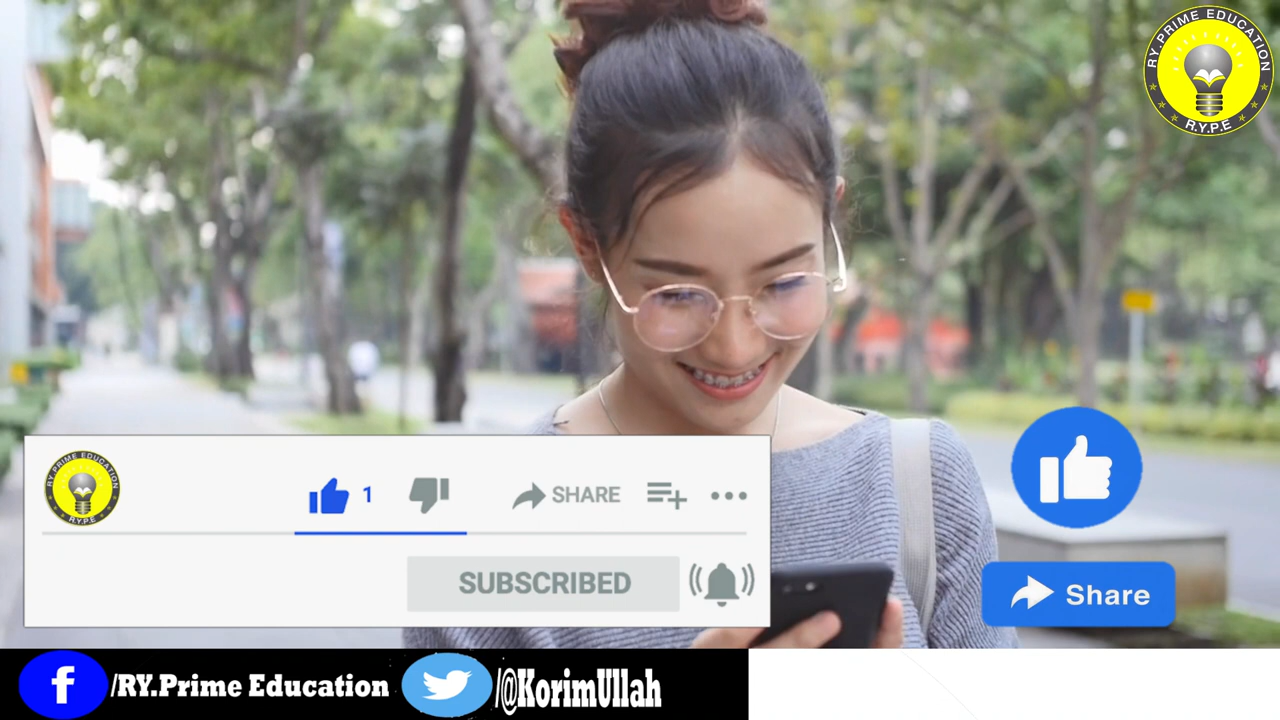 RY.PRIME EDUCATION
R.Y.P.E
RY.PRIME EDUCATION
R.Y.P.E
1
SHARE
SUBSCRIBED
Share
/RY.Prime Education
/@KorimUllah